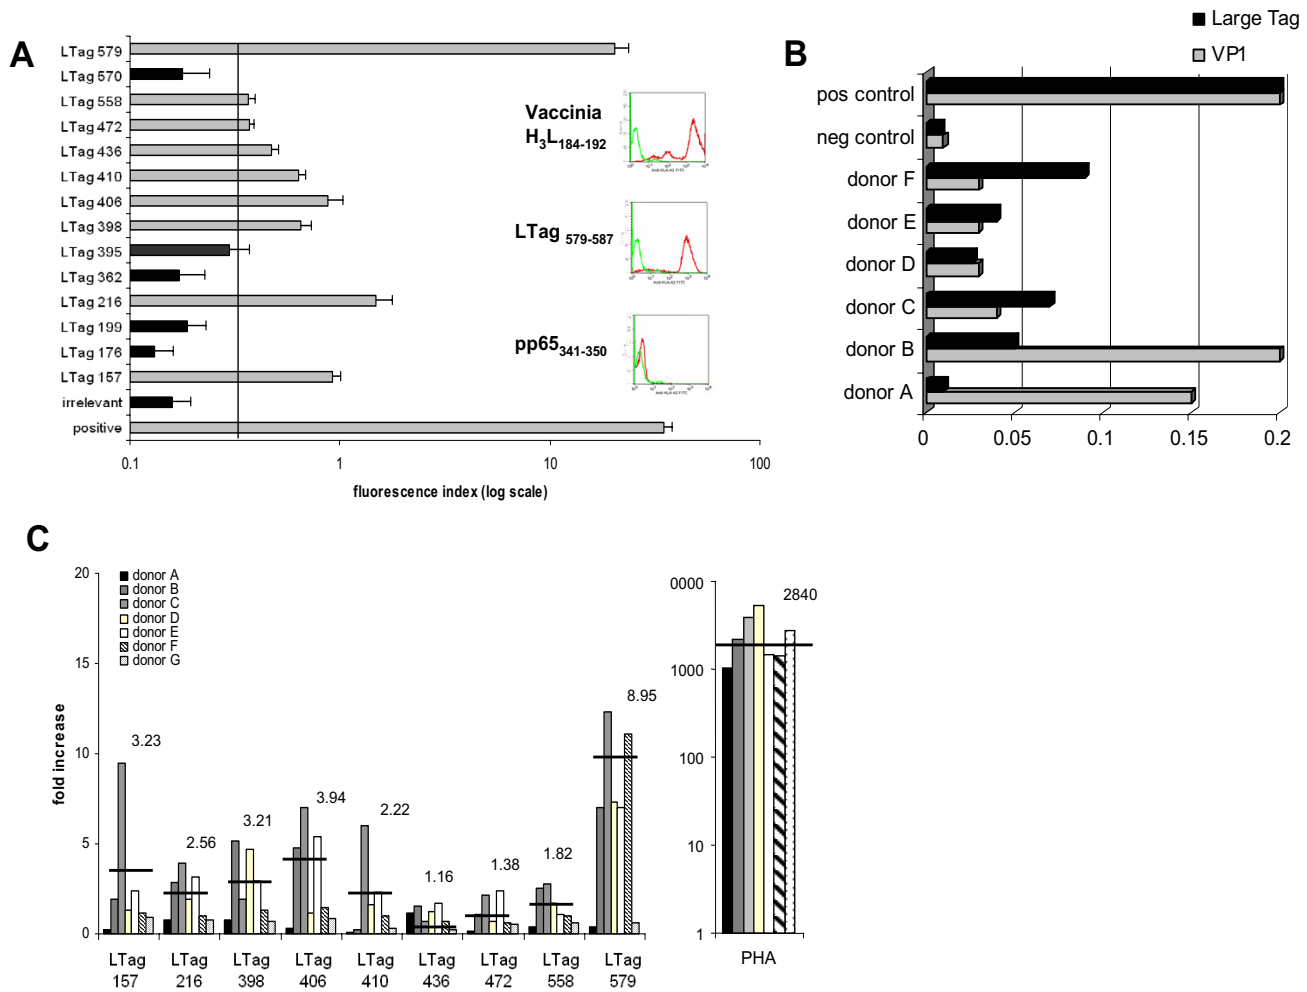 A
LTag 579
LTag 570
LTag 558
LTag 472
LTag 436
LTag 410
LTag 406
LTag 398
LTag 395
LTag 362
LTag 216
LTag 199
LTag 176
LTag 157
irrelevant
positive
0.1 1 10 100
fluorescence index (log scale)
Vaccinia
H3L184-192
LTag 579-587
pp65341-350
B
Large Tag
VP1
pos control
neg control
donor F
donor E
donor D
donor C
donor B
donor A
0 0.05 0.1 0.15 0.2
C
donor A
donor B
donor C
donor D
donor E
donor F
donor G
fold increase
20
15
10
5
0
3.23
2.56
3.21
3.94
2.22
1.16
1.38
1.82
8.95
LTag LTag LTag LTag LTag LTag LTag LTag LTag
157 216 398 406 410 436 472 558 579
0000
1000
100
10
1
2840
PHA